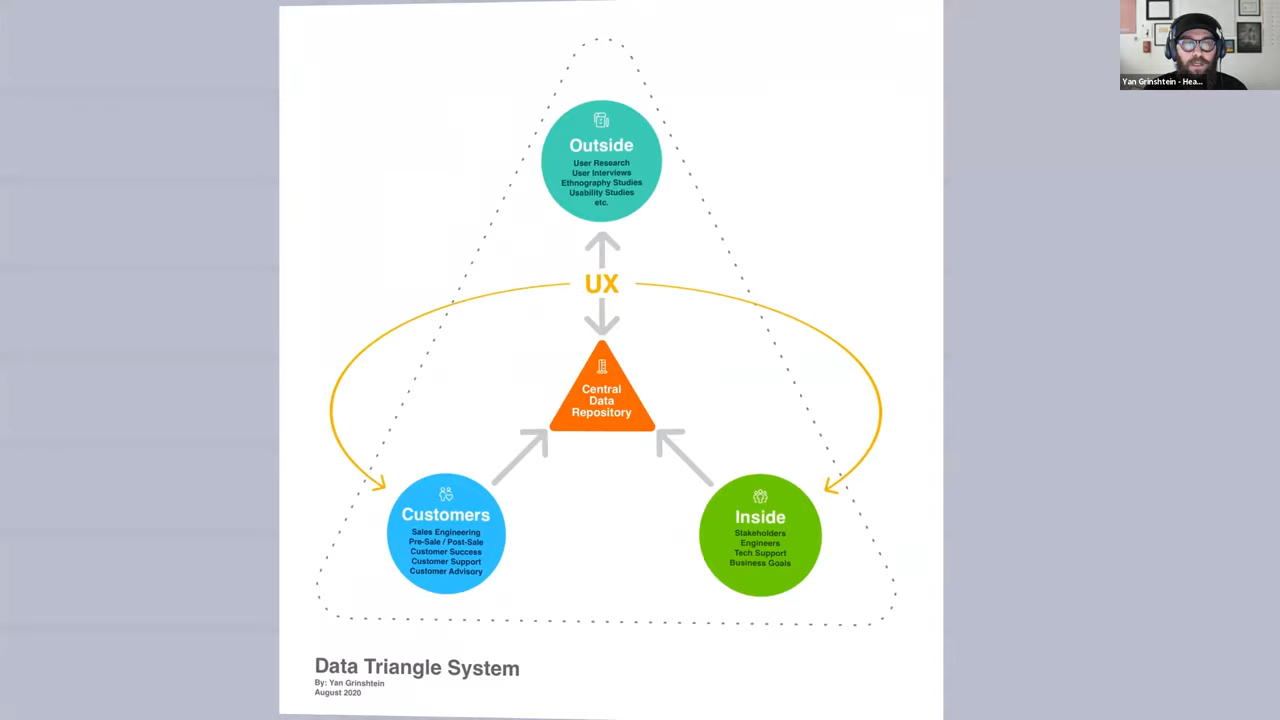 Outside
User Research
User Interviews
Ethnography Studies
Usability Studies
etc.
UX
Central
Data
Repository
Customers
Sales Engineering
Pre-Sale / Post-Sale
Customer Success
Customer Support
Customer Advisory
Inside
Stakeholders
Engineers
Tech Support
Business Goals
Data Triangle System
By: Yan Grinshtein
August 2020
Yan Grinshtein - Hea...